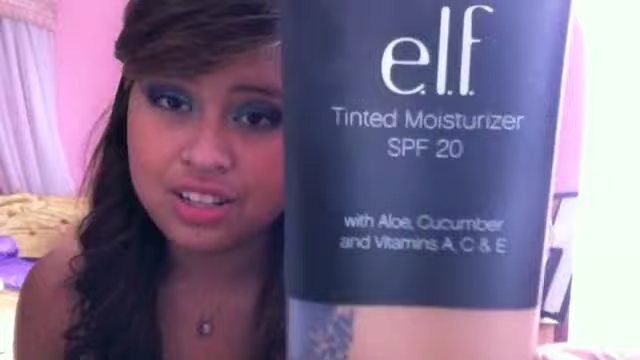 e.l.f
Tinted Moisturizer
SPF 20
with Aloe, Cucumber
and Vitamins A, C & E